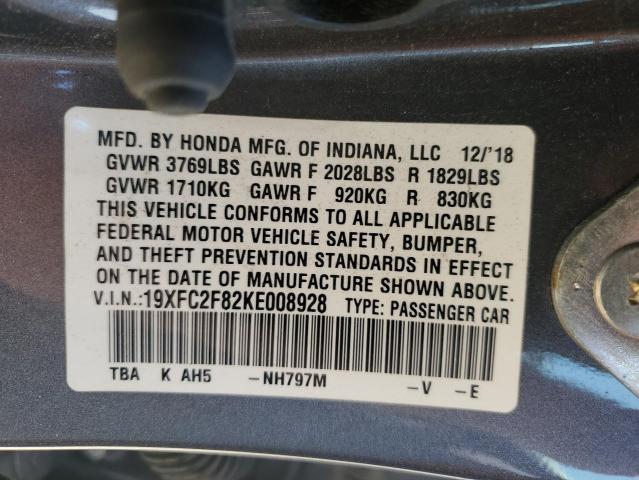 MFD. BY HONDA MFG. OF INDIANA, LLC 12/'18
GVWR 3769LBS GAWR F 2028LBS R 1829LBS
GVWR 1710KG GAWR F 920KG R 830KG
THIS VEHICLE CONFORMS TO ALL APPLICABLE
FEDERAL MOTOR VEHICLE SAFETY, BUMPER,
AND THEFT PREVENTION STANDARDS IN EFFECT
ON THE DATE OF MANUFACTURE SHOWN ABOVE.
V.I.N.:19XFC2F82KE008928 TYPE: PASSENGER CAR
TBA K AH5 -NH797M -V -E